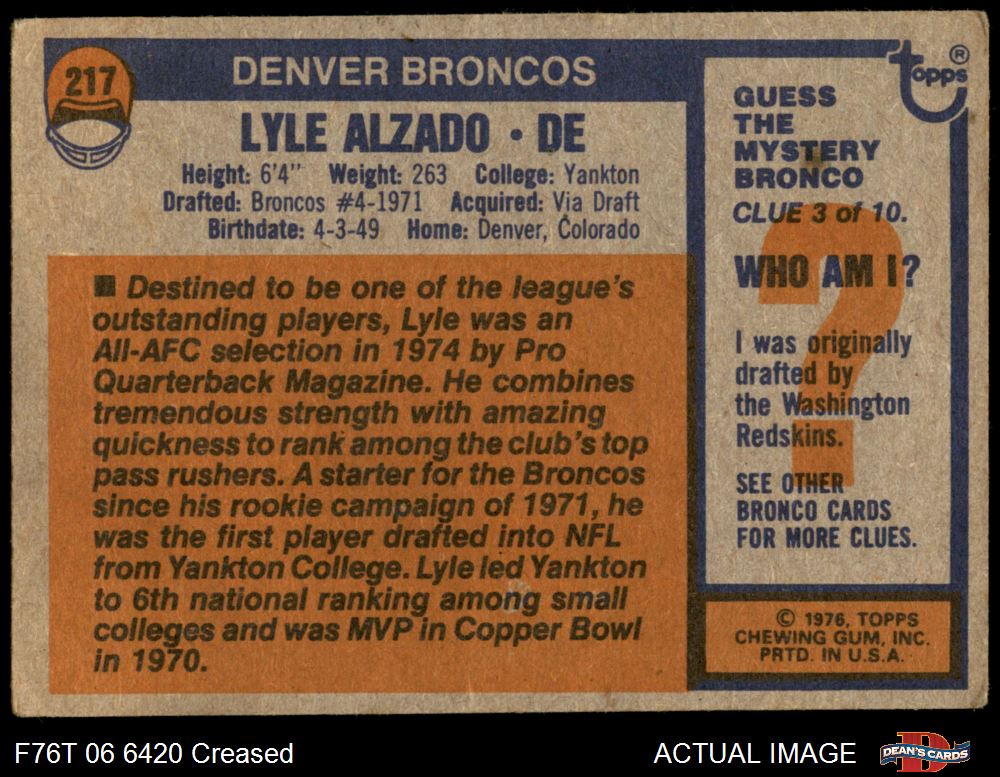 217
DENVER BRONCOS
LYLE ALZADO • DE
Height: 6'4" Weight: 263 College: Yankton
Drafted: Broncos #4-1971 Acquired: Via Draft
Birthdate: 4-3-49 Home: Denver, Colorado
■ Destined to be one of the league's
outstanding players, Lyle was an
All-AFC selection in 1974 by Pro
Quarterback Magazine. He combines
tremendous strength with amazing
quickness to rank among the club's top
pass rushers. A starter for the Broncos
since his rookie campaign of 1971, he
was the first player drafted into NFL
from Yankton College. Lyle led Yankton
to 6th national ranking among small
colleges and was MVP in Copper Bowl
in 1970.
topps®
GUESS
THE
MYSTERY
BRONCO
CLUE 3 of 10.
WHO AM I?
?
I was originally
drafted by
the Washington
Redskins.
SEE OTHER
BRONCO CARDS
FOR MORE CLUES.
© 1976, TOPPS
CHEWING GUM, INC.
PRTD. IN U.S.A.
F76T 06 6420 Creased
ACTUAL IMAGE
D
DEAN'S CARDS